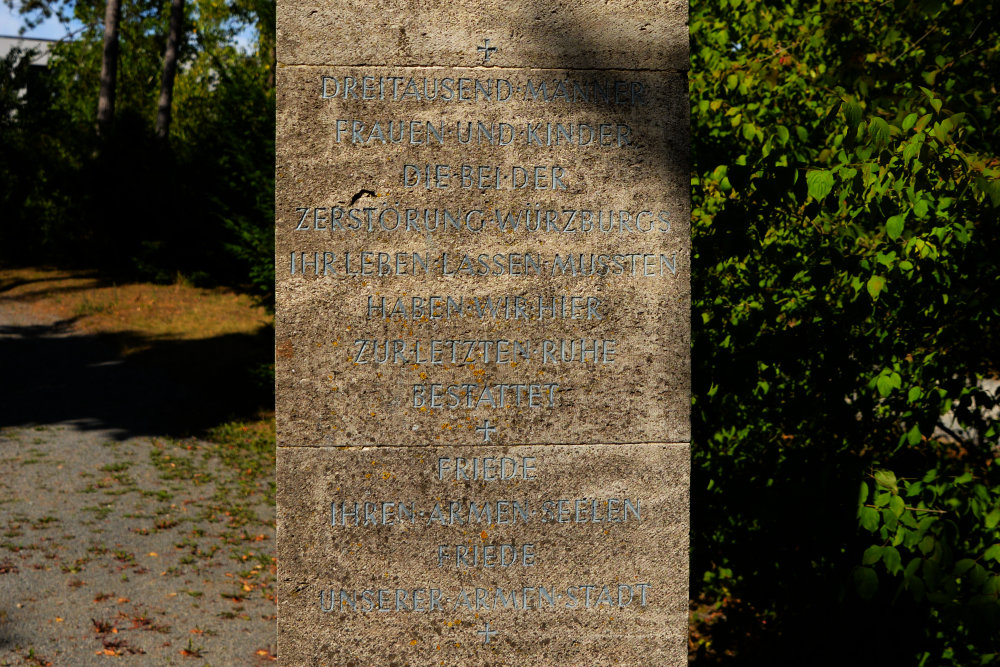 DREITAUSEND·MÄNNER
FRAUEN·UND·KINDER
DIE·BEI·DER
ZERSTÖRUNG·WÜRZBURGS
IHR·LEBEN·LASSEN·MUSSTEN
HABEN·WIR·HIER
ZUR·LETZTEN·RUHE
BESTATTET
FRIEDE
IHREN·ARMEN·SEELEN
FRIEDE
UNSERER·ARMEN·STADT